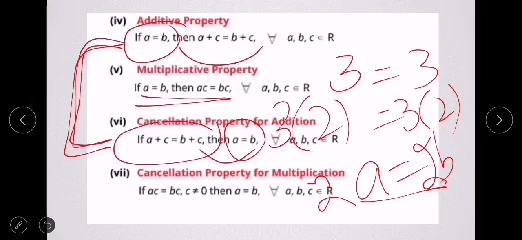 (iv) Additive Property
If a = b, then a + c = b + c, ∀ a, b, c ∈ R
(v) Multiplicative Property
If a = b, then ac = bc, ∀ a, b, c ∈ R
3 = 3
3(2) = 3(2)
(vi) Cancellation Property for Addition
If a + c = b + c, then a = b, ∀ a, b, c ∈ R
(vii) Cancellation Property for Multiplication
If ac = bc, c ≠ 0 then a = b, ∀ a, b, c ∈ R